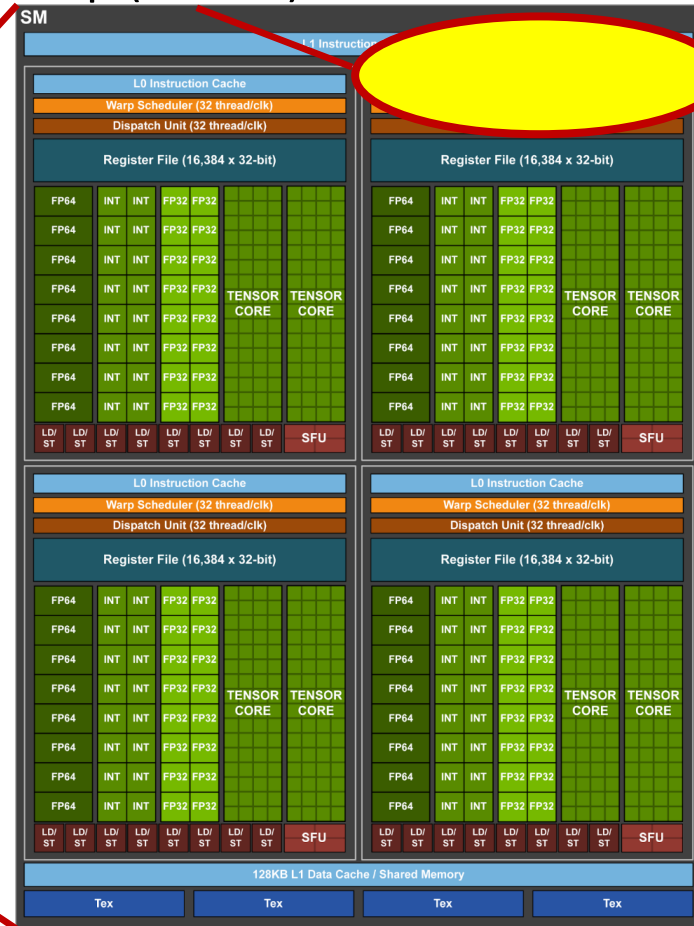 SM
L1 Instruction
L0 Instruction Cache
Warp Scheduler (32 thread/clk)
Dispatch Unit (32 thread/clk)
Register File (16,384 x 32-bit)
FP64 INT INT FP32 FP32
FP64 INT INT FP32 FP32
FP64 INT INT FP32 FP32
FP64 INT INT FP32 FP32
FP64 INT INT FP32 FP32
FP64 INT INT FP32 FP32
FP64 INT INT FP32 FP32
FP64 INT INT FP32 FP32
TENSOR TENSOR
CORE CORE
LD/ LD/ LD/ LD/ LD/ LD/ LD/ LD/
ST ST ST ST ST ST ST ST
SFU
Register File (16,384 x 32-bit)
FP64 INT INT FP32 FP32
FP64 INT INT FP32 FP32
FP64 INT INT FP32 FP32
FP64 INT INT FP32 FP32
FP64 INT INT FP32 FP32
FP64 INT INT FP32 FP32
FP64 INT INT FP32 FP32
FP64 INT INT FP32 FP32
TENSOR TENSOR
CORE CORE
LD/ LD/ LD/ LD/ LD/ LD/ LD/ LD/
ST ST ST ST ST ST ST ST
SFU
L0 Instruction Cache
Warp Scheduler (32 thread/clk)
Dispatch Unit (32 thread/clk)
Register File (16,384 x 32-bit)
FP64 INT INT FP32 FP32
FP64 INT INT FP32 FP32
FP64 INT INT FP32 FP32
FP64 INT INT FP32 FP32
FP64 INT INT FP32 FP32
FP64 INT INT FP32 FP32
FP64 INT INT FP32 FP32
FP64 INT INT FP32 FP32
TENSOR TENSOR
CORE CORE
LD/ LD/ LD/ LD/ LD/ LD/ LD/ LD/
ST ST ST ST ST ST ST ST
SFU
L0 Instruction Cache
Warp Scheduler (32 thread/clk)
Dispatch Unit (32 thread/clk)
Register File (16,384 x 32-bit)
FP64 INT INT FP32 FP32
FP64 INT INT FP32 FP32
FP64 INT INT FP32 FP32
FP64 INT INT FP32 FP32
FP64 INT INT FP32 FP32
FP64 INT INT FP32 FP32
FP64 INT INT FP32 FP32
FP64 INT INT FP32 FP32
TENSOR TENSOR
CORE CORE
LD/ LD/ LD/ LD/ LD/ LD/ LD/ LD/
ST ST ST ST ST ST ST ST
SFU
128KB L1 Data Cache / Shared Memory
Tex Tex Tex Tex